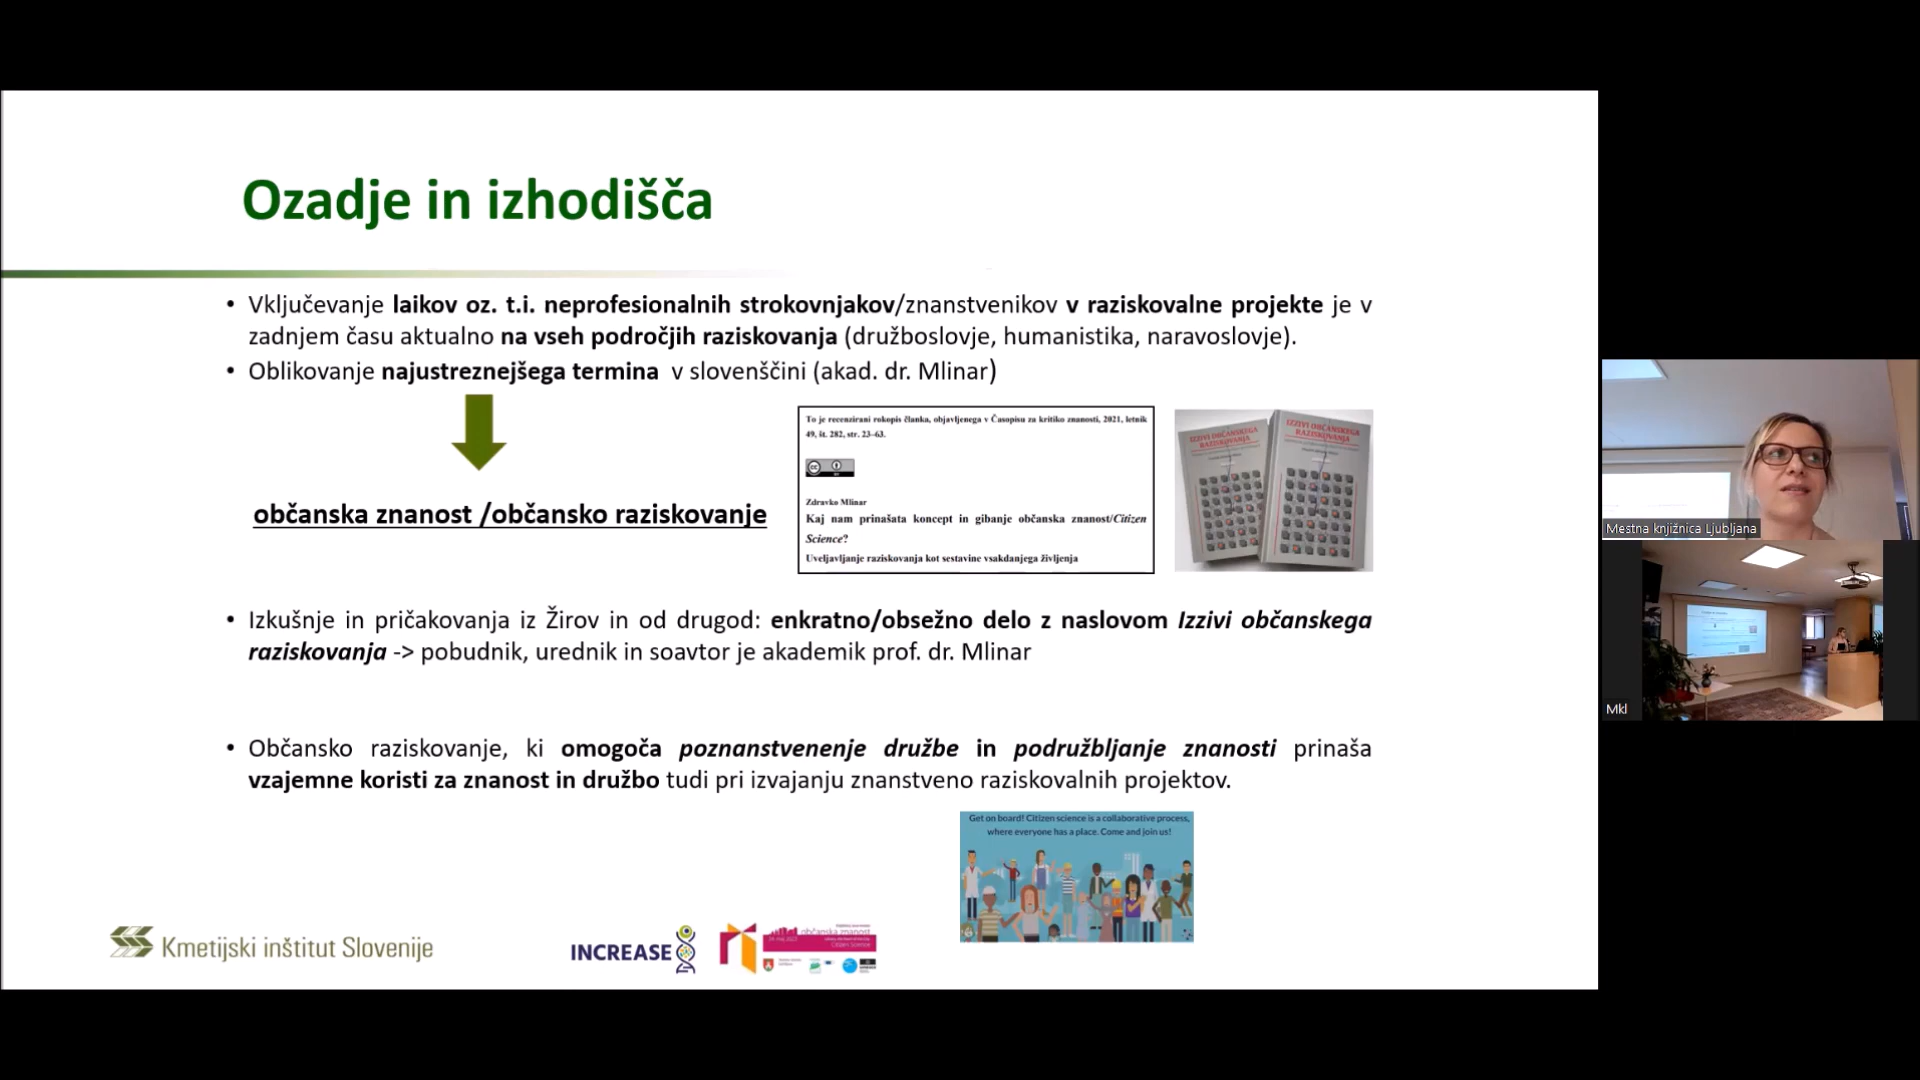 Ozadje in izhodišča
• Vključevanje laikov oz. t.i. neprofesionalnih strokovnjakov/znanstvenikov v raziskovalne projekte je v
zadnjem času aktualno na vseh področjih raziskovanja (družboslovje, humanistika, naravoslovje).
• Oblikovanje najustreznejšega termina v slovenščini (akad. dr. Mlinar)
To je recenzirani rokopis članka, objavljenega v Časopisu za kritiko znanosti, 2021, letnik
49, št. 282, str. 23–63.
Zdravko Mlinar
Kaj nam prinašata koncept in gibanje občanska znanost/Citizen
Science?
Uveljavljanje raziskovanja kot sestavine vsakdanjega življenja
IZZIVI OBČANSKEGA
RAZISKOVANJA
IZZIVI OBČANSKEGA
RAZISKOVANJA
občanska znanost /občansko raziskovanje
• Izkušnje in pričakovanja iz Žirov in od drugod: enkratno/obsežno delo z naslovom Izzivi občanskega
raziskovanja -> pobudnik, urednik in soavtor je akademik prof. dr. Mlinar
• Občansko raziskovanje, ki omogoča poznanstvenenje družbe in podružbljanje znanosti prinaša
vzajemne koristi za znanost in družbo tudi pri izvajanju znanstveno raziskovalnih projektov.
Get on board! Citizen science is a collaborative process,
where everyone has a place. Come and join us!
Kmetijski inštitut Slovenije
INCREASE
občanska znanost
Citizen Science
Mestna knjižnica Ljubljana
Mkl